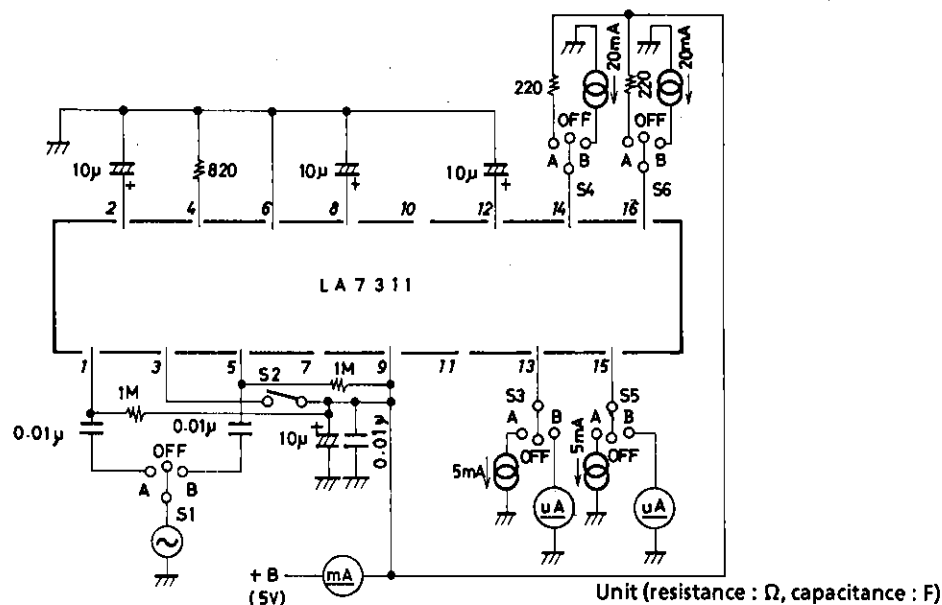 20mA 20mA
220 220
OFF OFF
A B A B
S4 S6
10μ + 820 10μ + 10μ +
2 4 6 8 10 12 14 16
LA7311
1 3 5 7 9 11 13 15
S2 1M
1M
S3 S5
A B A B
0.01μ 0.01μ 10μ + 0.01μ
OFF OFF OFF
5mA 5mA
A B
S1
uA uA
+B mA
(5V)
Unit (resistance : Ω, capacitance : F)